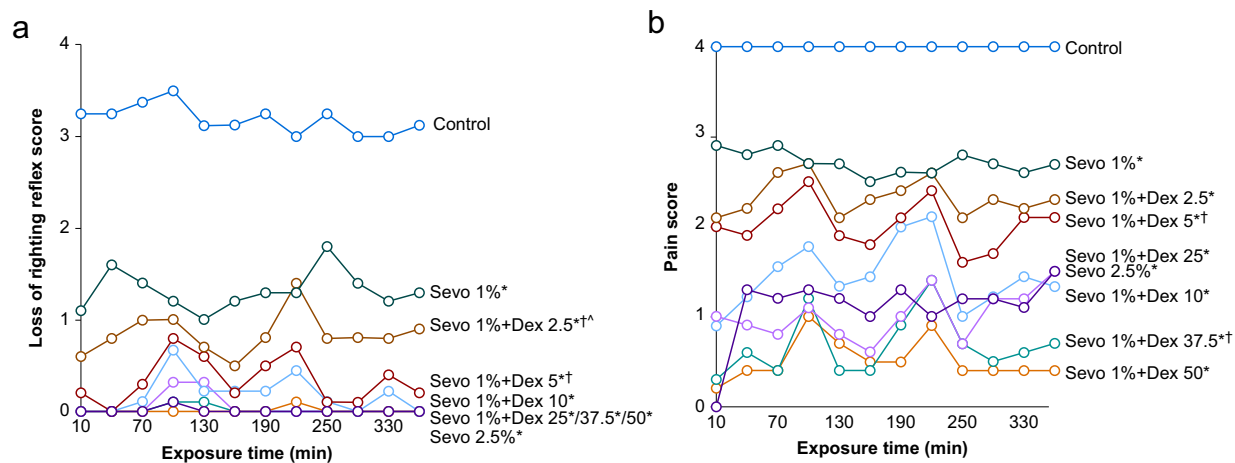 a
Loss of righting reflex score
4
3
2
1
0
10 70 130 190 250 330
Exposure time (min)
Control
Sevo 1%*
Sevo 1%+Dex 2.5*†^
Sevo 1%+Dex 5*†
Sevo 1%+Dex 10*
Sevo 1%+Dex 25*/37.5*/50*
Sevo 2.5%*
b
Pain score
4
3
2
1
0
10 70 130 190 250 330
Exposure time (min)
Control
Sevo 1%*
Sevo 1%+Dex 2.5*
Sevo 1%+Dex 5*†
Sevo 1%+Dex 25*
Sevo 2.5%*
Sevo 1%+Dex 10*
Sevo 1%+Dex 37.5*†
Sevo 1%+Dex 50*